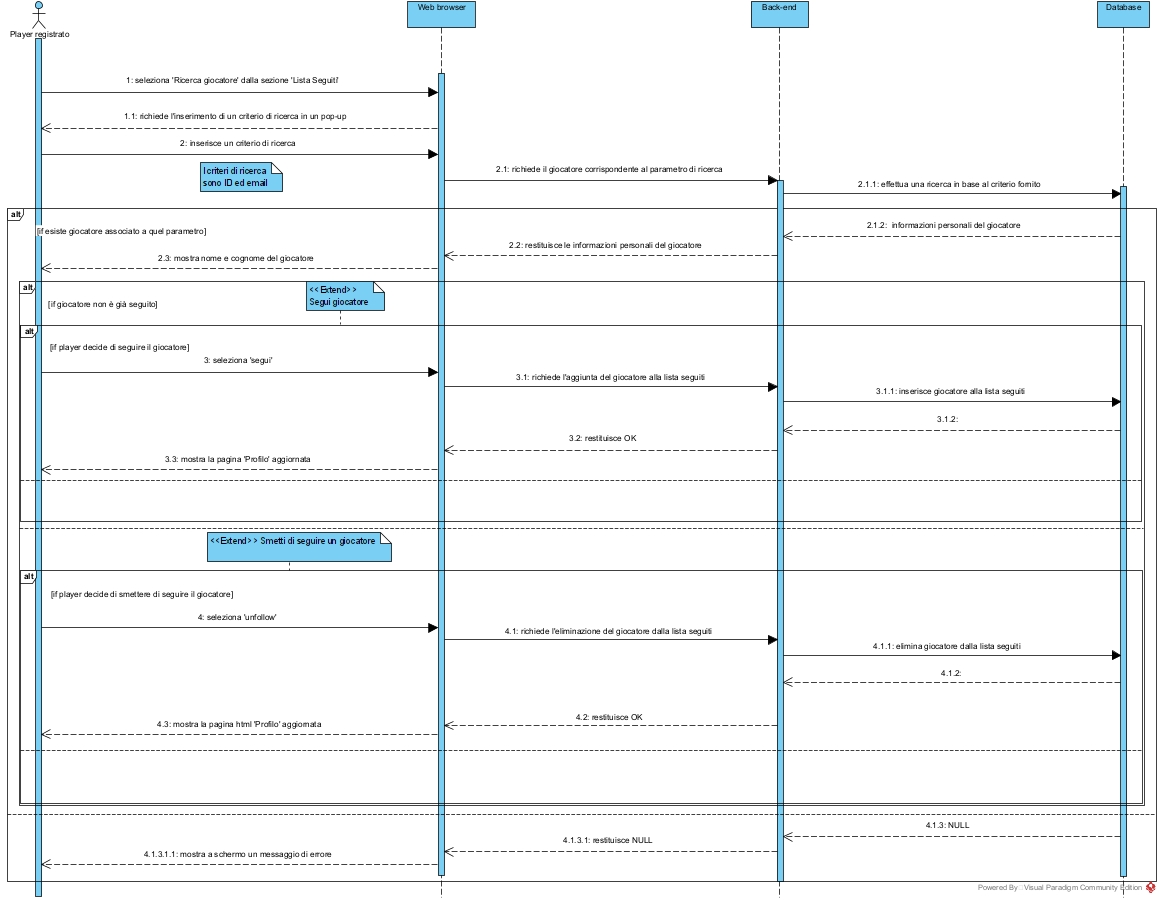 Player registrato
Web browser
Back-end
Database
1: seleziona 'Ricerca giocatore' dalla sezione 'Lista Seguiti'
1.1: richiede l'inserimento di un criterio di ricerca in un pop-up
2: inserisce un criterio di ricerca
I criteri di ricerca
sono ID ed email
2.1: richiede il giocatore corrispondente al parametro di ricerca
2.1.1: effettua una ricerca in base al criterio fornito
alt
[if esiste giocatore associato a quel parametro]
2.1.2: informazioni personali del giocatore
2.2: restituisce le informazioni personali del giocatore
2.3: mostra nome e cognome del giocatore
alt
<< Extend>>
Segui giocatore
[if giocatore non è già seguito]
alt
[if player decide di seguire il giocatore]
3: seleziona 'segui'
3.1: richiede l'aggiunta del giocatore alla lista seguiti
3.1.1: inserisce giocatore alla lista seguiti
3.1.2:
3.2: restituisce OK
3.3: mostra la pagina 'Profilo' aggiornata
<<Extend>> Smetti di seguire un giocatore
alt
[if player decide di smettere di seguire il giocatore]
4: seleziona 'unfollow'
4.1: richiede l'eliminazione del giocatore dalla lista seguiti
4.1.1: elimina giocatore dalla lista seguiti
4.1.2:
4.2: restituisce OK
4.3: mostra la pagina html 'Profilo' aggiornata
4.1.3: NULL
4.1.3.1: restituisce NULL
4.1.3.1.1: mostra a schermo un messaggio di errore
Powered By Visual Paradigm Community Edition